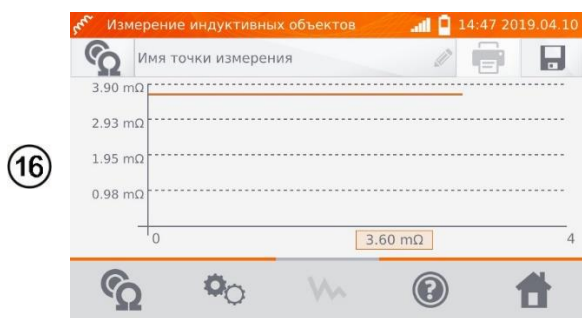 Измерение индуктивных объектов 14:47 2019.04.10
Имя точки измерения
3.90 mΩ
2.93 mΩ
16
1.95 mΩ
0.98 mΩ
0 3.60 mΩ 4